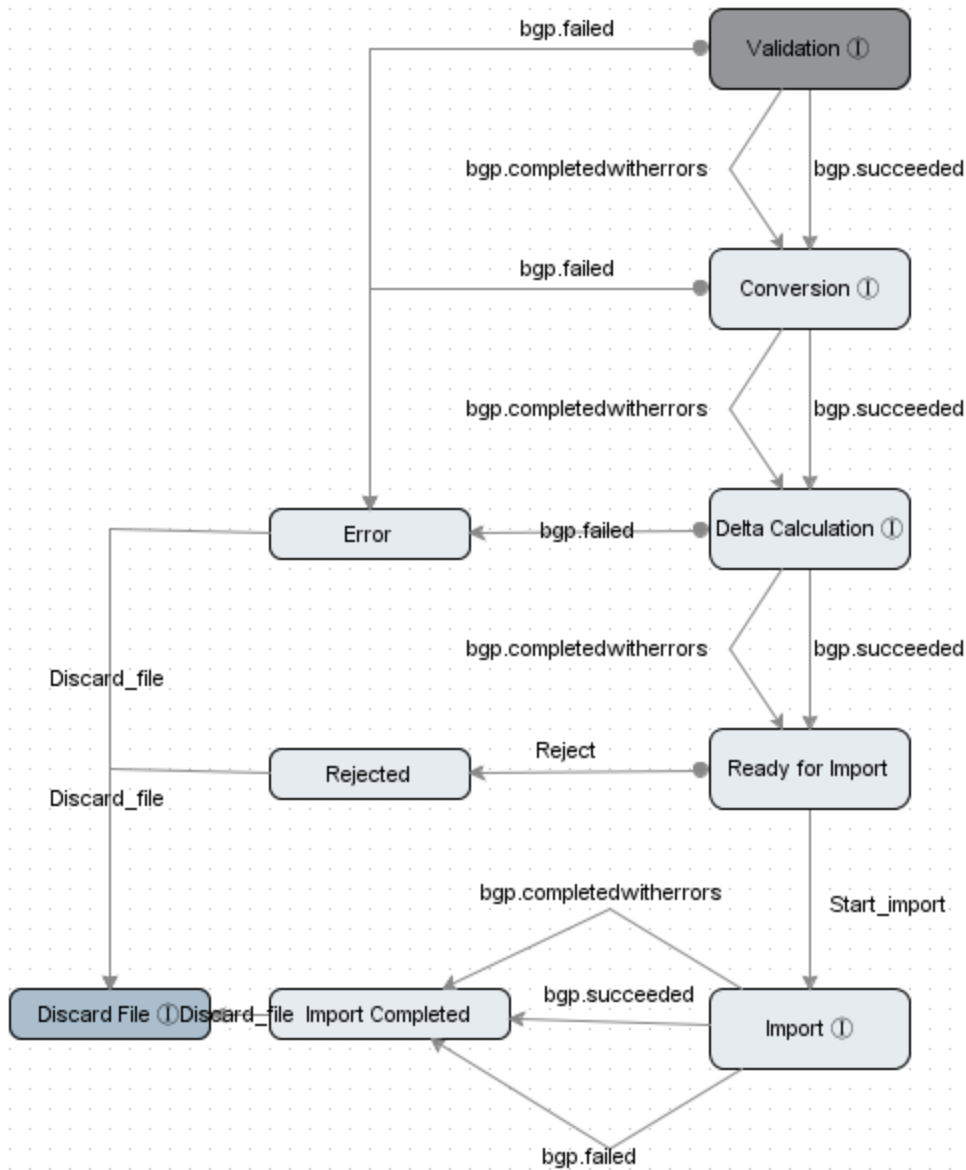 bgp.failed
Validation Ⓘ
bgp.completedwitherrors
bgp.succeeded
bgp.failed
Conversion Ⓘ
bgp.completedwitherrors
bgp.succeeded
Error
bgp.failed
Delta Calculation Ⓘ
bgp.completedwitherrors
bgp.succeeded
Discard_file
Rejected
Reject
Ready for Import
Discard_file
bgp.completedwitherrors
Start_import
bgp.succeeded
Discard File Ⓘ
Discard_file
Import Completed
Import Ⓘ
bgp.failed